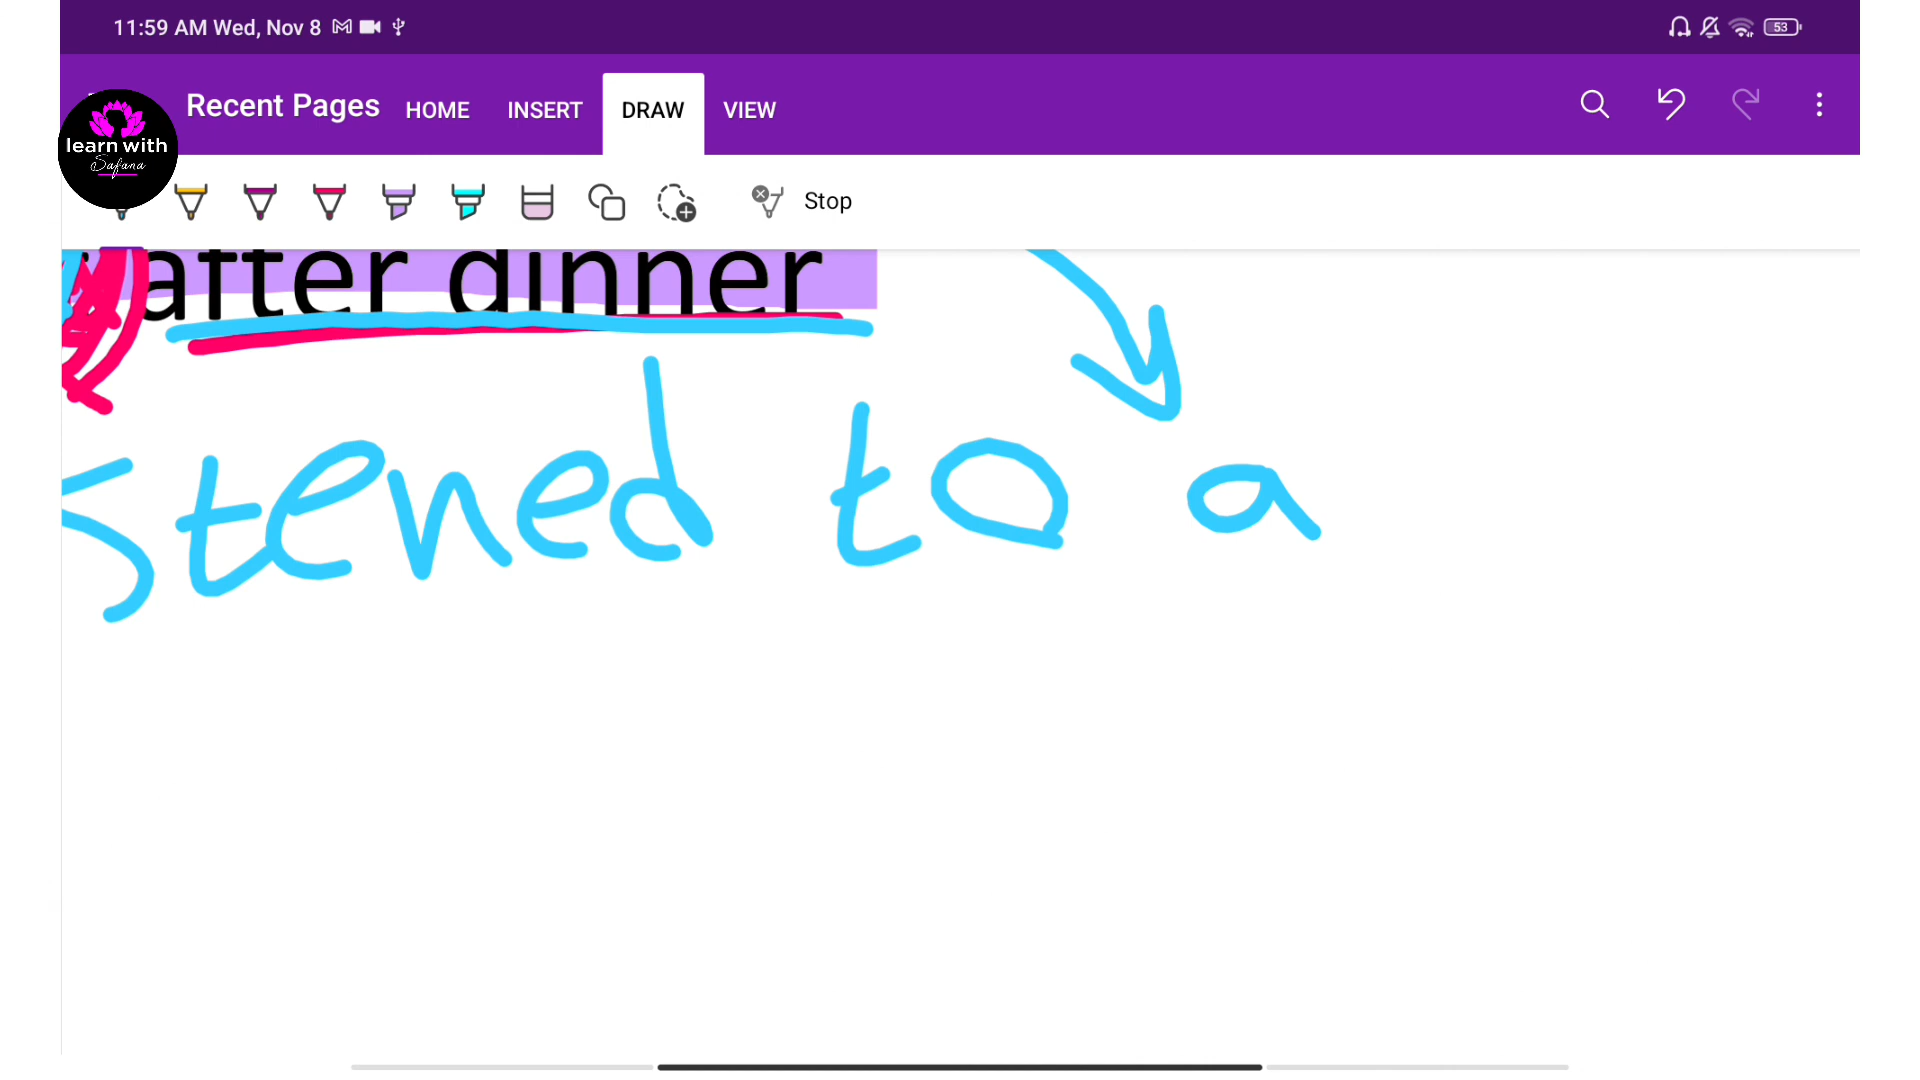 11:59 AM Wed, Nov 8
53
Recent Pages HOME INSERT DRAW VIEW
learn with
Safana
Stop
after dinner
stened to a